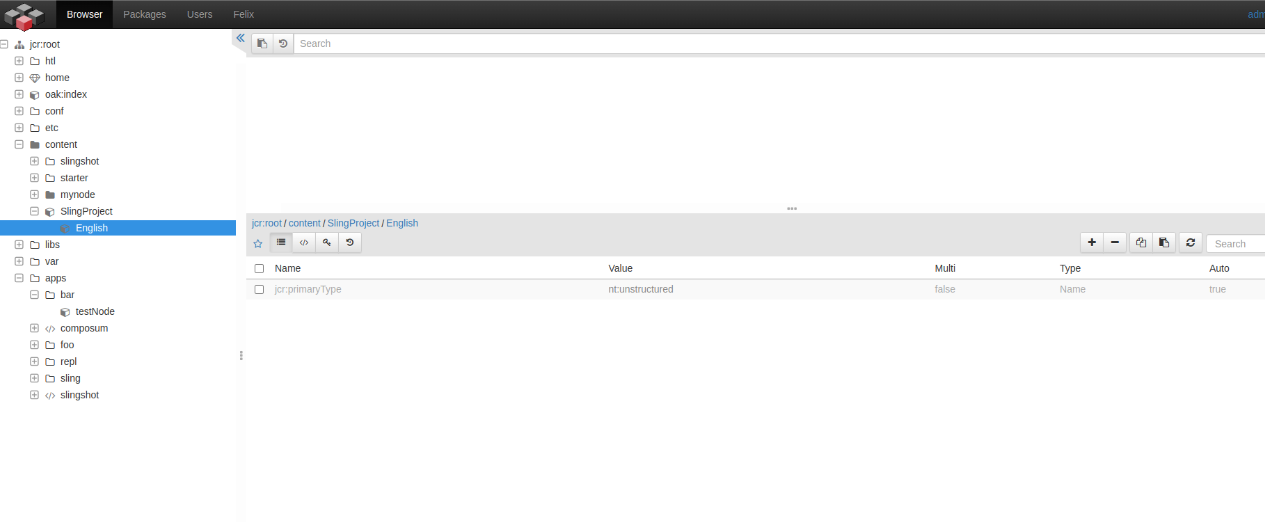 Browser Packages Users Felix
jcr:root
htl
home
oak:index
conf
etc
content
slingshot
starter
mynode
SlingProject
English
libs
var
apps
bar
testNode
composum
foo
repl
sling
slingshot
Search
jcr:root / content / SlingProject / English
Search
Name Value Multi Type Auto
jcr:primaryType nt:unstructured false Name true